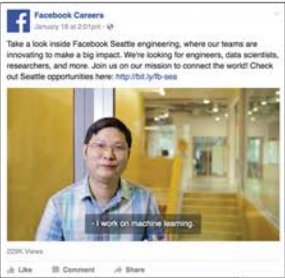 Facebook Careers
January 18 at 2:01pm ·
Take a look inside Facebook Seattle engineering, where our teams are
innovating to make a big impact. We're looking for engineers, data scientists,
researchers, and more. Join us on our mission to connect the world! Check
out Seattle opportunities here: http://bit.ly/fb-sea
- I work on machine learning.
229K Views
Like Comment Share